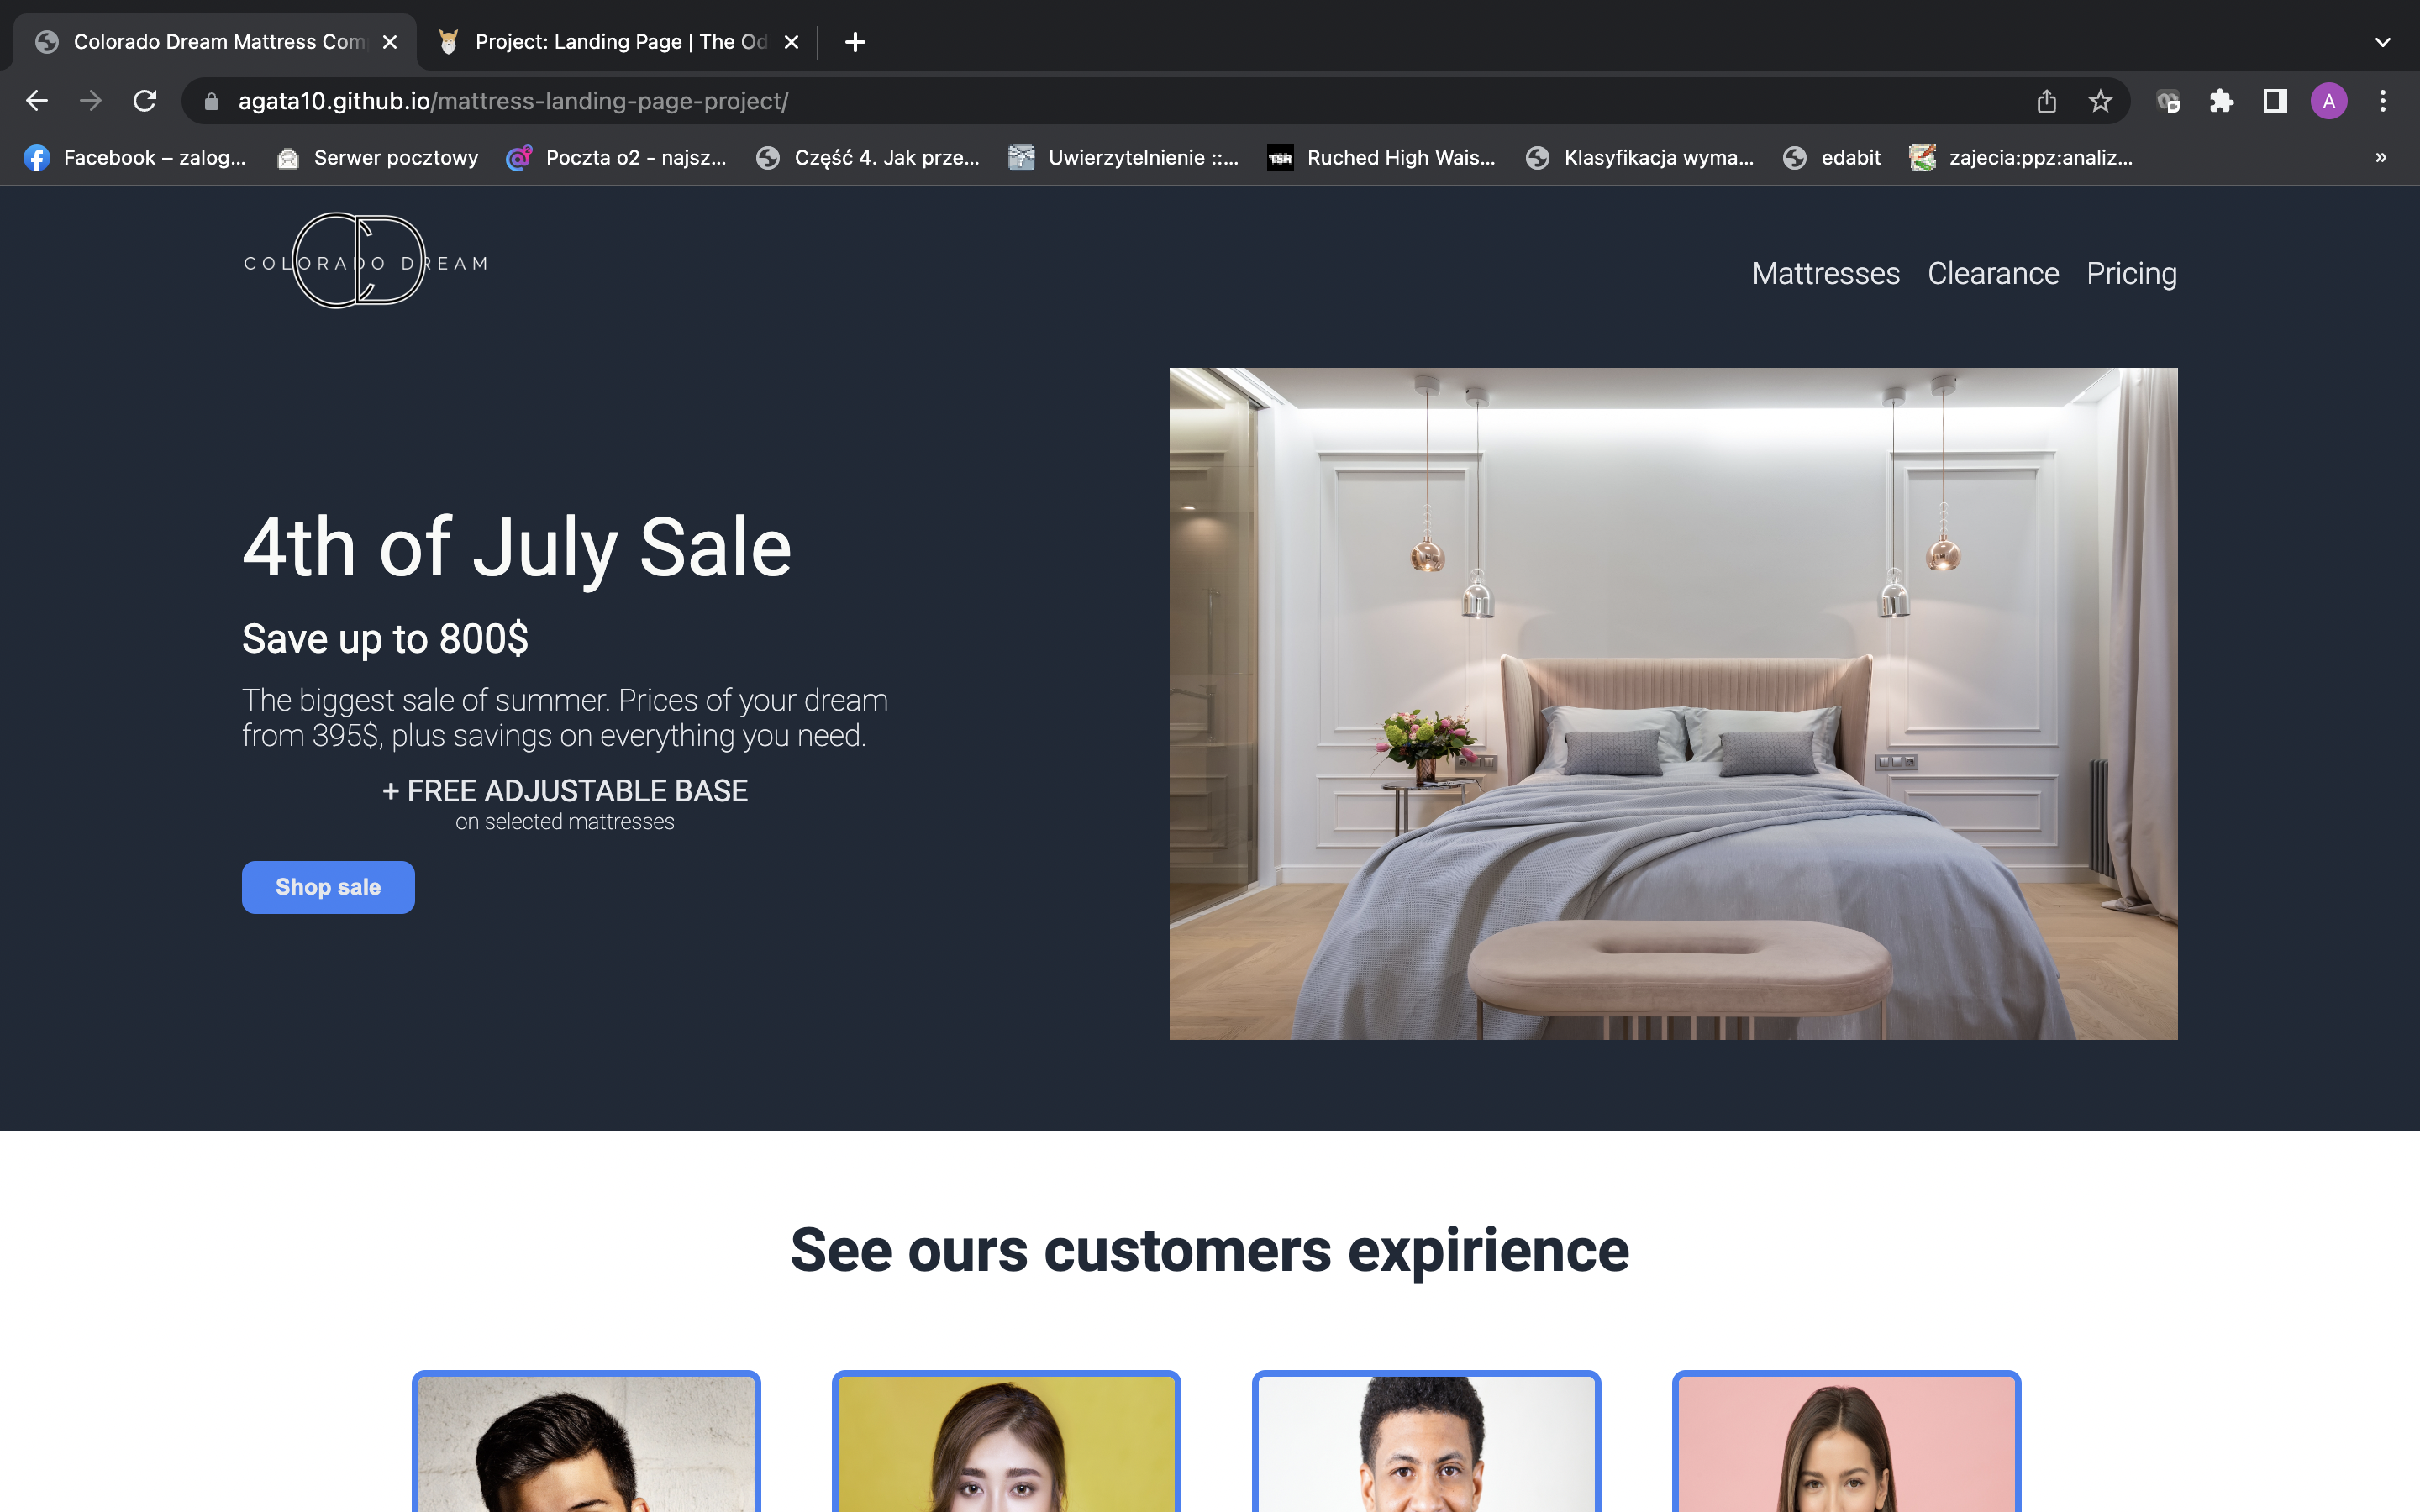 Colorado Dream Mattress Com
Project: Landing Page | The Od
agata10.github.io/mattress-landing-page-project/
A
Facebook – zalog...
Serwer pocztowy
Poczta o2 - najsz...
Część 4. Jak prze...
Uwierzytelnienie ::...
TSR
Ruched High Wais...
Klasyfikacja wyma...
edabit
zajecia:ppz:analiz...
»
CD
COLORADO DREAM
Mattresses Clearance Pricing
4th of July Sale
Save up to 800$
The biggest sale of summer. Prices of your dream
from 395$, plus savings on everything you need.
+ FREE ADJUSTABLE BASE
on selected mattresses
Shop sale
See ours customers expirience